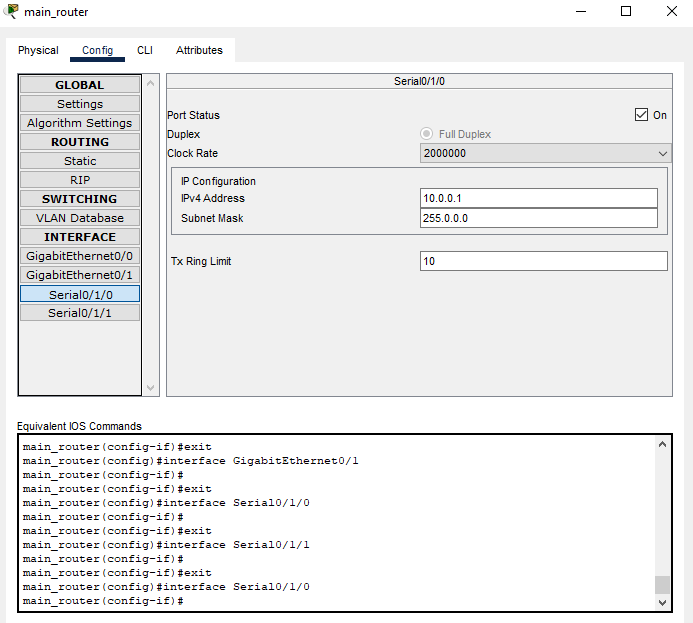 main_router
Physical Config CLI Attributes
GLOBAL
Settings
Algorithm Settings
ROUTING
Static
RIP
SWITCHING
VLAN Database
INTERFACE
GigabitEthernet0/0
GigabitEthernet0/1
Serial0/1/0
Serial0/1/1
Serial0/1/0
Port Status On
Duplex Full Duplex
Clock Rate 2000000
IP Configuration
IPv4 Address 10.0.0.1
Subnet Mask 255.0.0.0
Tx Ring Limit 10
Equivalent IOS Commands
main_router(config-if)#exit
main_router(config)#interface GigabitEthernet0/1
main_router(config-if)#
main_router(config-if)#exit
main_router(config)#interface Serial0/1/0
main_router(config-if)#
main_router(config-if)#exit
main_router(config)#interface Serial0/1/1
main_router(config-if)#
main_router(config-if)#exit
main_router(config)#interface Serial0/1/0
main_router(config-if)#